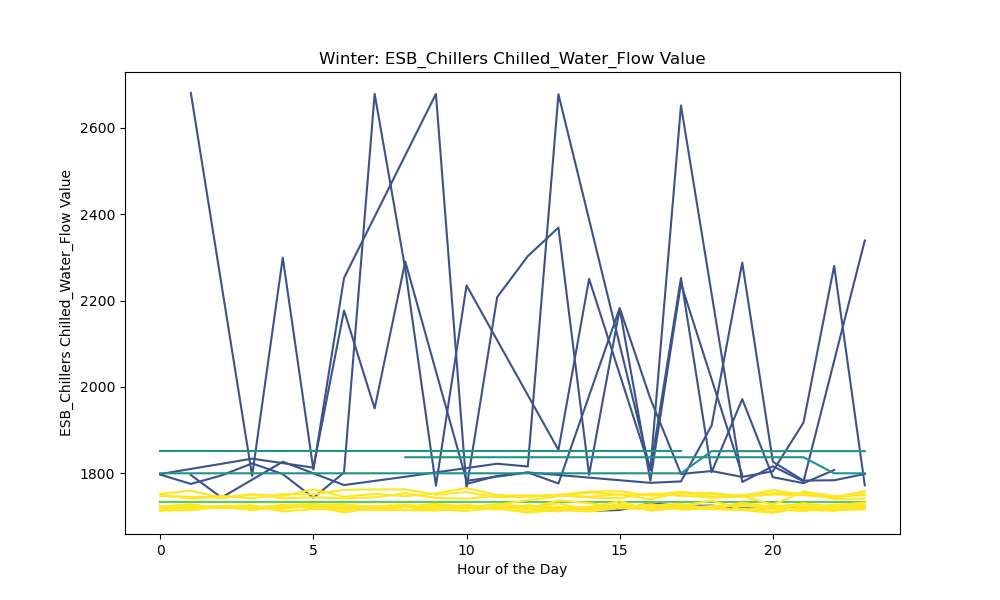 Winter: ESB_Chillers Chilled_Water_Flow Value
ESB_Chillers Chilled_Water_Flow Value
2600
2400
2200
2000
1800
0 5 10 15 20
Hour of the Day